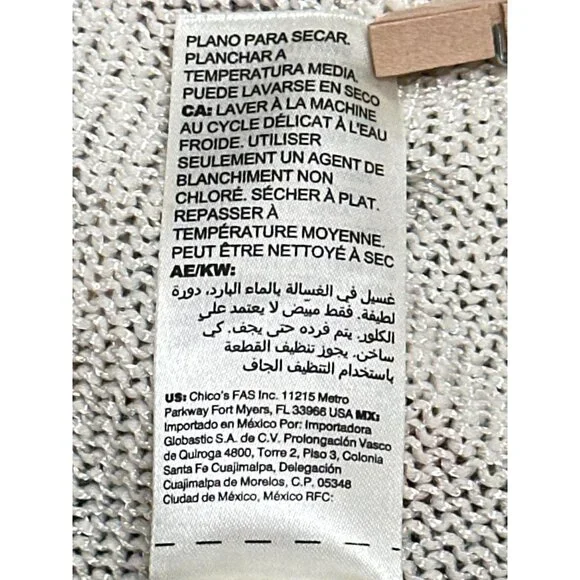 PLANO PARA SECAR.
PLANCHAR A
TEMPERATURA MEDIA.
PUEDE LAVARSE EN SECO
CA: LAVER À LA MACHINE
AU CYCLE DÉLICAT À L'EAU
FROIDE. UTILISER
SEULEMENT UN AGENT DE
BLANCHIMENT NON
CHLORÉ. SÉCHER À PLAT.
REPASSER À
TEMPÉRATURE MOYENNE.
PEUT ÊTRE NETTOYÉ À SEC
AE/KW:
غسيل في الغسالة بالماء البارد، دورة
لطيفة. فقط مبيض لا يعتمد على
الكلور. يتم فرده حتى يجف. كي
ساخن. يجوز تنظيف القطعة
باستخدام التنظيف الجاف
US: Chico's FAS Inc. 11215 Metro
Parkway Fort Myers, FL 33966 USA MX:
Importado en México Por: Importadora
Globastic S.A. de C.V. Prolongación Vasco
de Quiroga 4800, Torre 2, Piso 3, Colonia
Santa Fe Cuajimalpa, Delegación
Cuajimalpa de Morelos, C.P. 05348
Ciudad de México, México RFC: